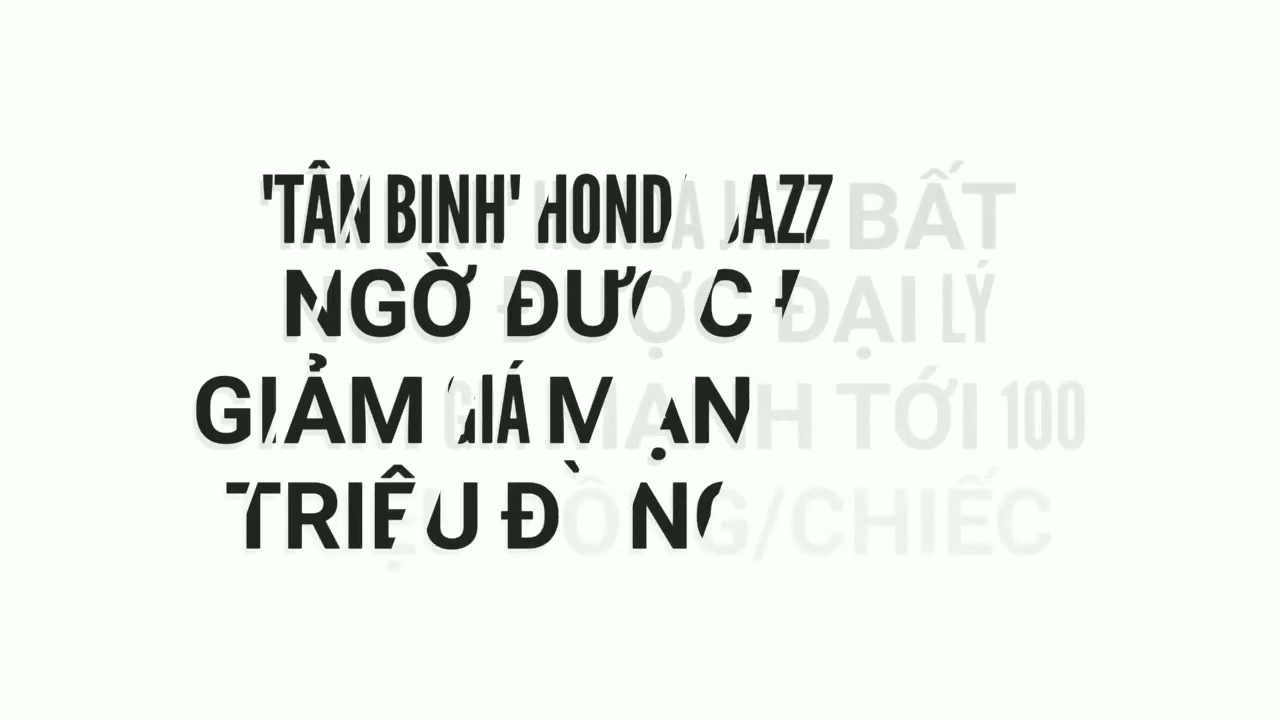 'TÂN BINH' HONDA JAZZ BẤT
NGỜ ĐƯỢC ĐẠI LÝ
GIẢM GIÁ MẠNH TỚI 100
TRIỆU ĐỒNG/CHIẾC